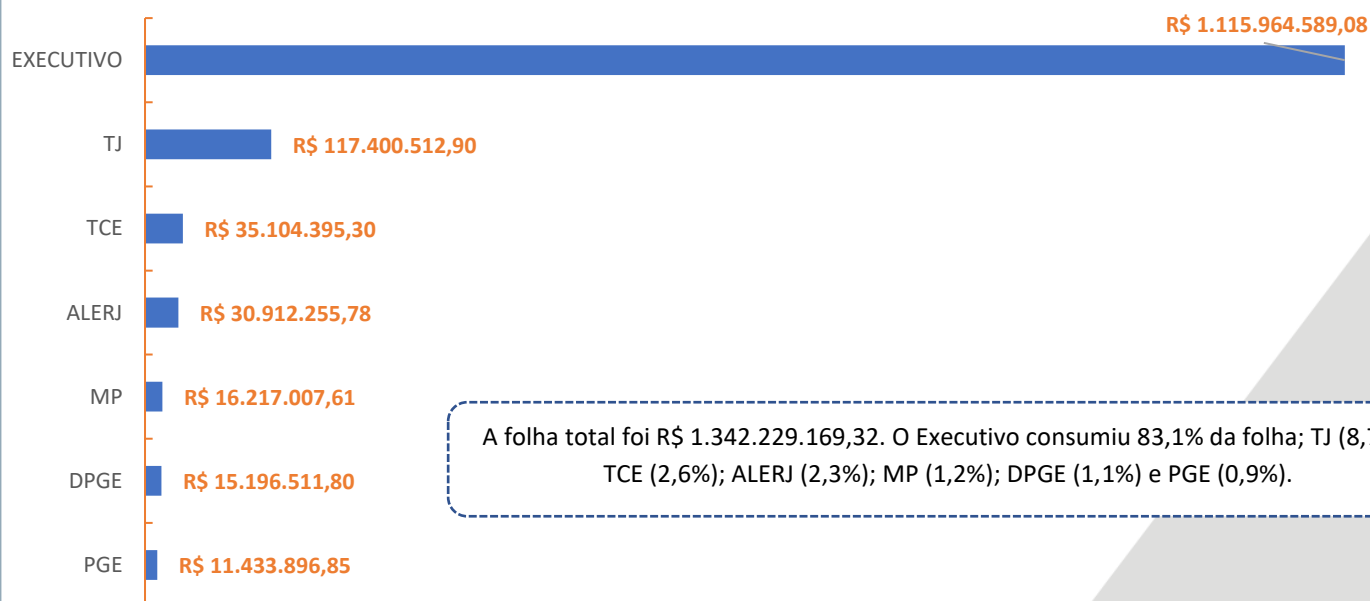 R$ 1.115.964.589,08
EXECUTIVO
TJ R$ 117.400.512,90
TCE R$ 35.104.395,30
ALERJ R$ 30.912.255,78
MP R$ 16.217.007,61
A folha total foi R$ 1.342.229.169,32. O Executivo consumiu 83,1% da folha; TJ (8,
TCE (2,6%); ALERJ (2,3%); MP (1,2%); DPGE (1,1%) e PGE (0,9%).
DPGE R$ 15.196.511,80
PGE R$ 11.433.896,85